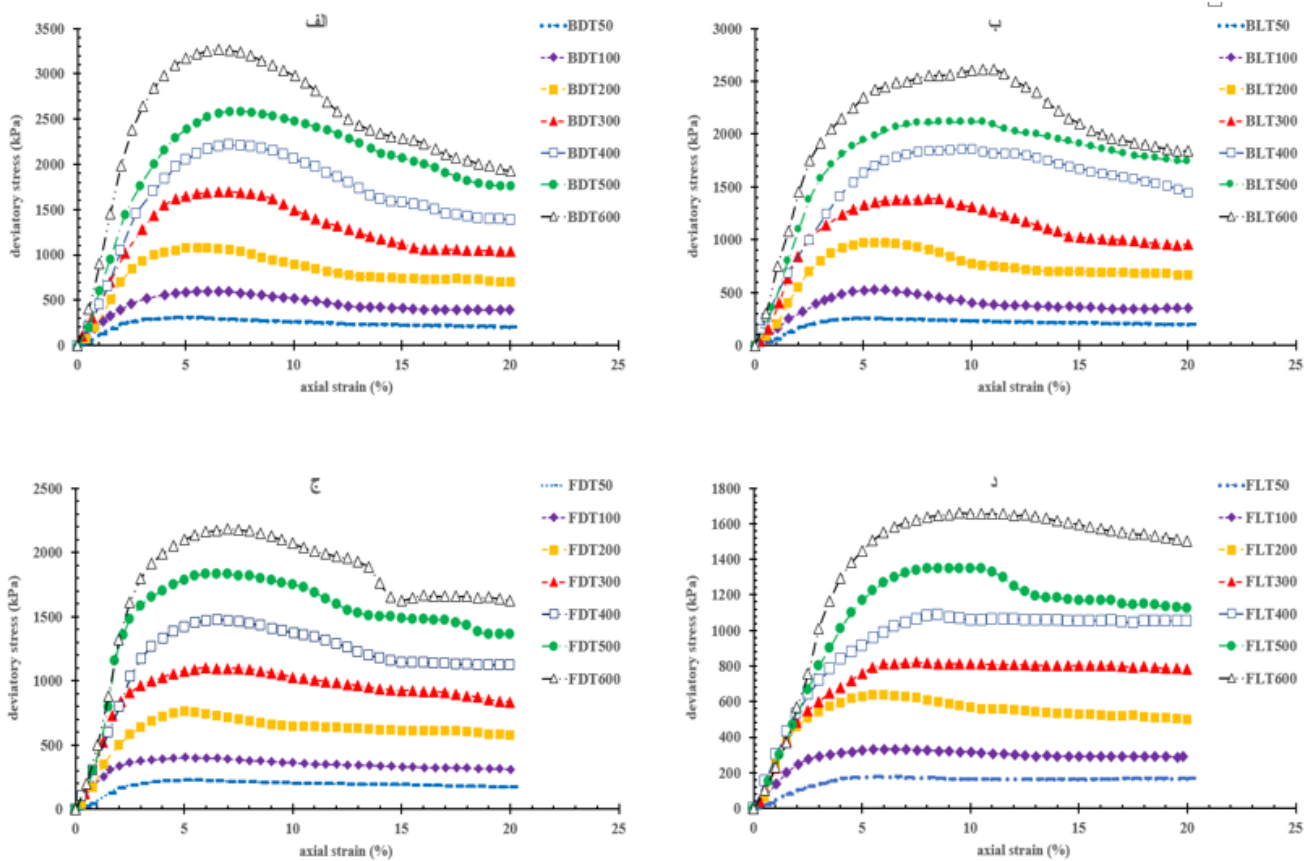 الف
3500
3000
2500
2000
1500
1000
500
0
deviatory stress (kPa)
0 5 10 15 20 25
axial strain (%)
BDT50
BDT100
BDT200
BDT300
BDT400
BDT500
BDT600
ب
3000
2500
2000
1500
1000
500
0
deviatory stress (kPa)
0 5 10 15 20 25
axial strain (%)
BLT50
BLT100
BLT200
BLT300
BLT400
BLT500
BLT600
ج
2500
2000
1500
1000
500
0
deviatory stress (kPa)
0 5 10 15 20 25
axial strain (%)
FDT50
FDT100
FDT200
FDT300
FDT400
FDT500
FDT600
د
1800
1600
1400
1200
1000
800
600
400
200
0
deviatory stress (kPa)
0 5 10 15 20 25
axial strain (%)
FLT50
FLT100
FLT200
FLT300
FLT400
FLT500
FLT600